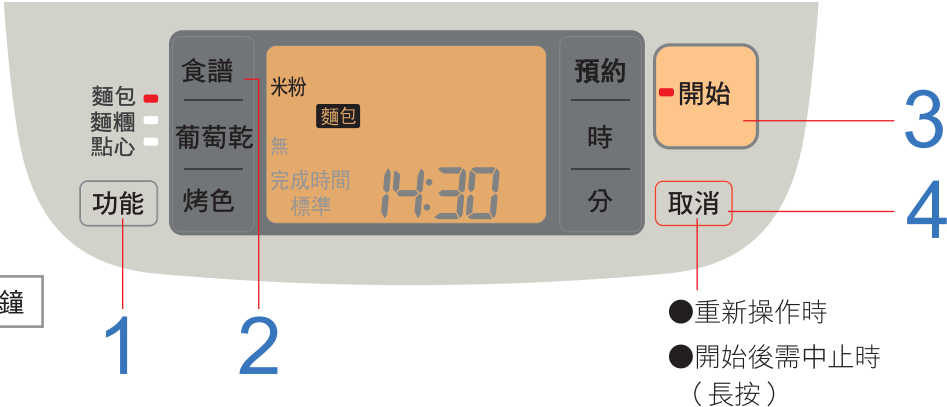 麵包
麵糰
點心
功能
食譜
葡萄乾
烤色
米粉
麵包
無
完成時間
標準
14:30
預約
時
分
開始
取消
鐘
1
2
3
4
●重新操作時
●開始後需中止時
（長按）